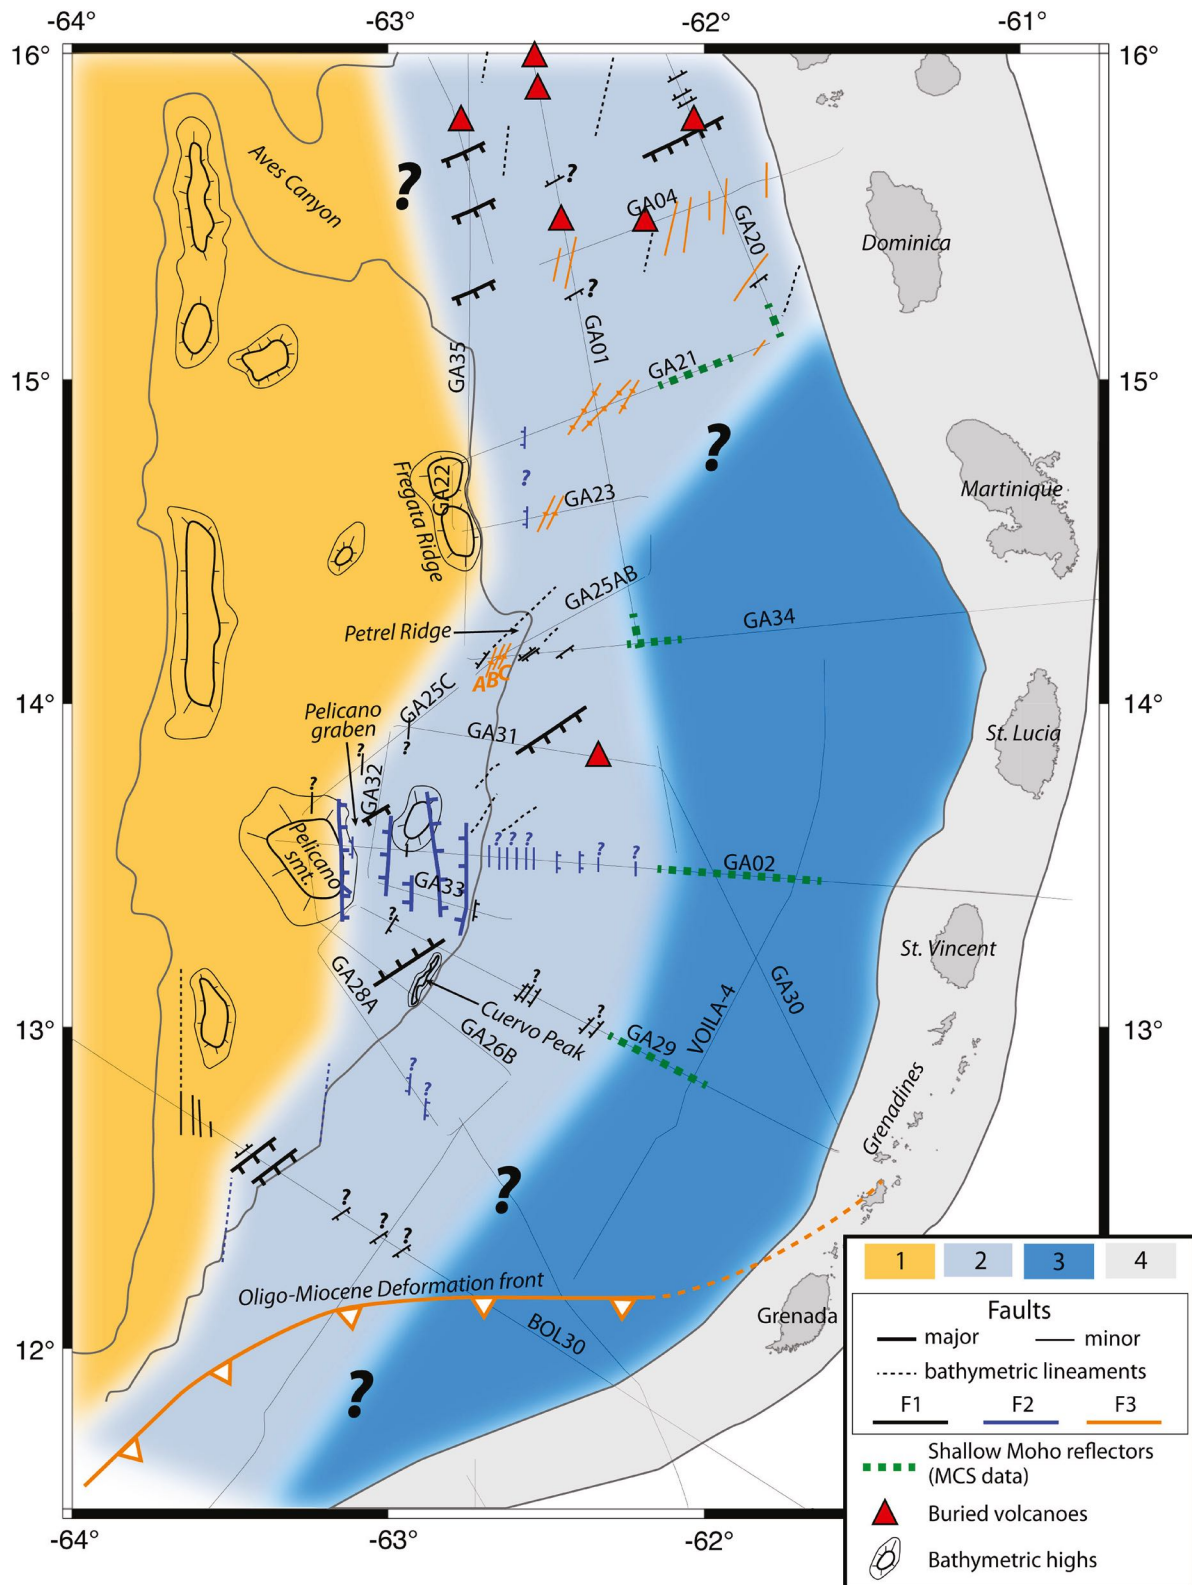 -64°
-63°
-62°
-61°
16°
16°
?
?
Aves Canyon
GA04
GA20
Dominica
?
GA01
GA35
15°
15°
GA21
?
Fregata Ridge
GA22
?
GA23
Martinique
GA25AB
Petrel Ridge
GA34
ABC
14°
14°
GA25C
Pelicano
graben
GA31
St. Lucia
?
?
GA32
?
Pelicano
smt.
? ? ?
?
?
GA02
GA33
?
St. Vincent
GA28A
?
GA30
Cuervo Peak
?
VOILA-4
GA29
13°
13°
GA26B
?
?
Grenadines
?
?
?
?
Oligo-Miocene Deformation front
BOL30
Grenada
12°
?
-64°
-63°
-62°
1
2
3
4
Faults
major
minor
bathymetric lineaments
F1
F2
F3
Shallow Moho reflectors
(MCS data)
Buried volcanoes
Bathymetric highs